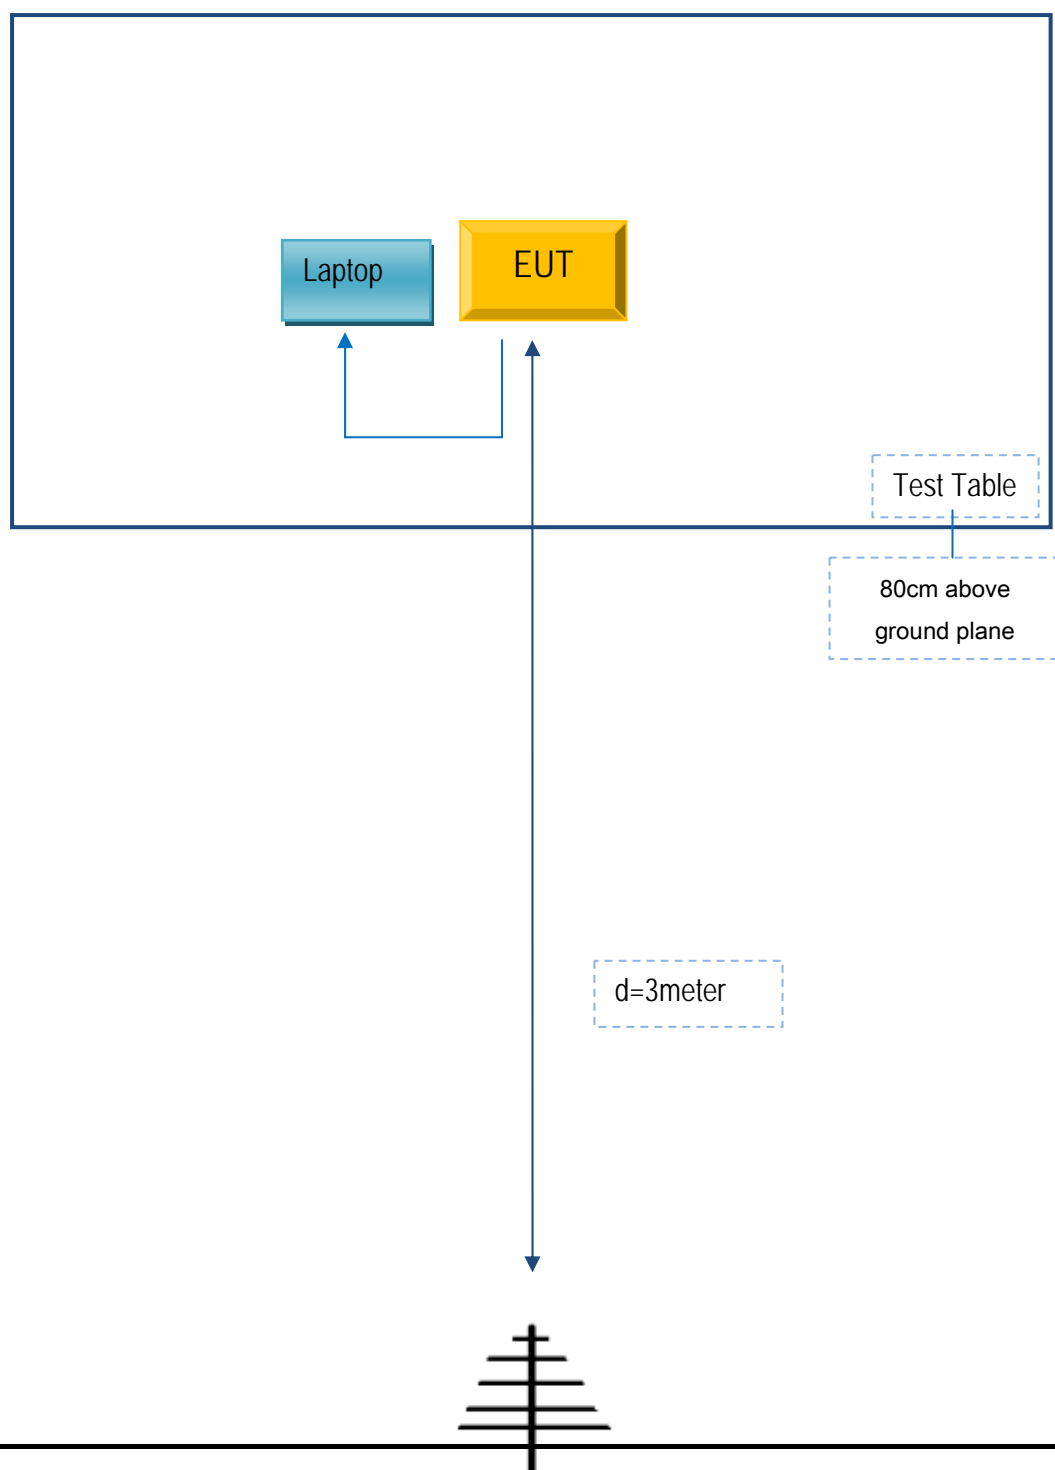 Laptop
EUT
Test Table
80cm above
ground plane
d=3meter